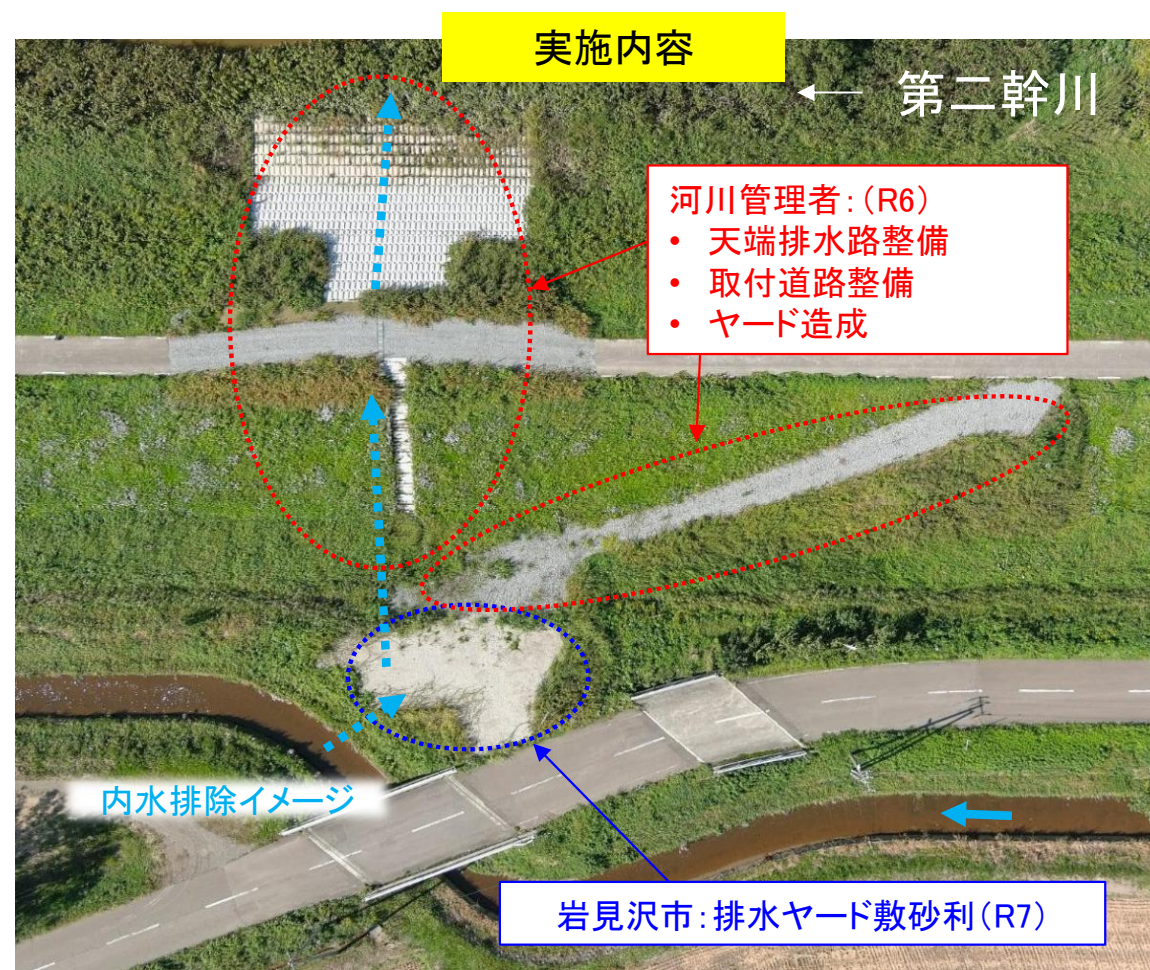 実施内容
← 第二幹川
河川管理者：（R6）
• 天端排水路整備
• 取付道路整備
• ヤード造成
内水排除イメージ
岩見沢市：排水ヤード敷砂利（R7）